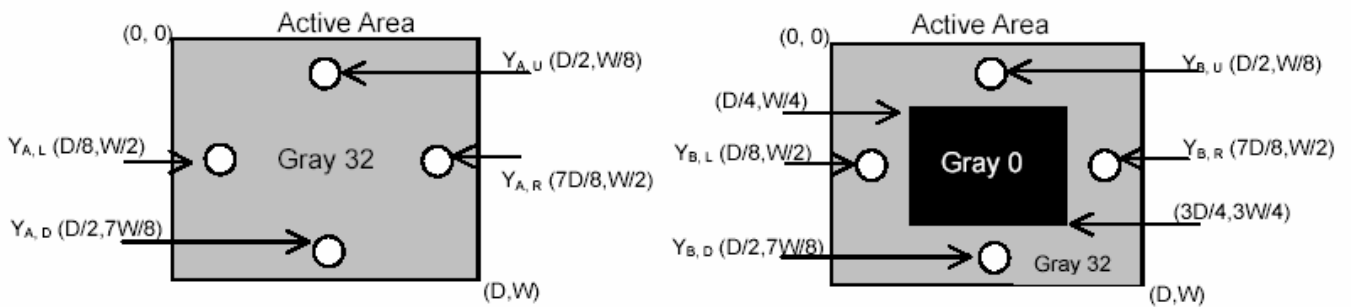 Active Area
(0, 0)
Y_A, U (D/2,W/8)
Y_A, L (D/8,W/2)
Gray 32
Y_A, R (7D/8,W/2)
Y_A, D (D/2,7W/8)
(D,W)
Active Area
(0, 0)
Y_B, U (D/2,W/8)
(D/4,W/4)
Y_B, L (D/8,W/2)
Gray 0
Y_B, R (7D/8,W/2)
(3D/4,3W/4)
Y_B, D (D/2,7W/8)
Gray 32
(D,W)